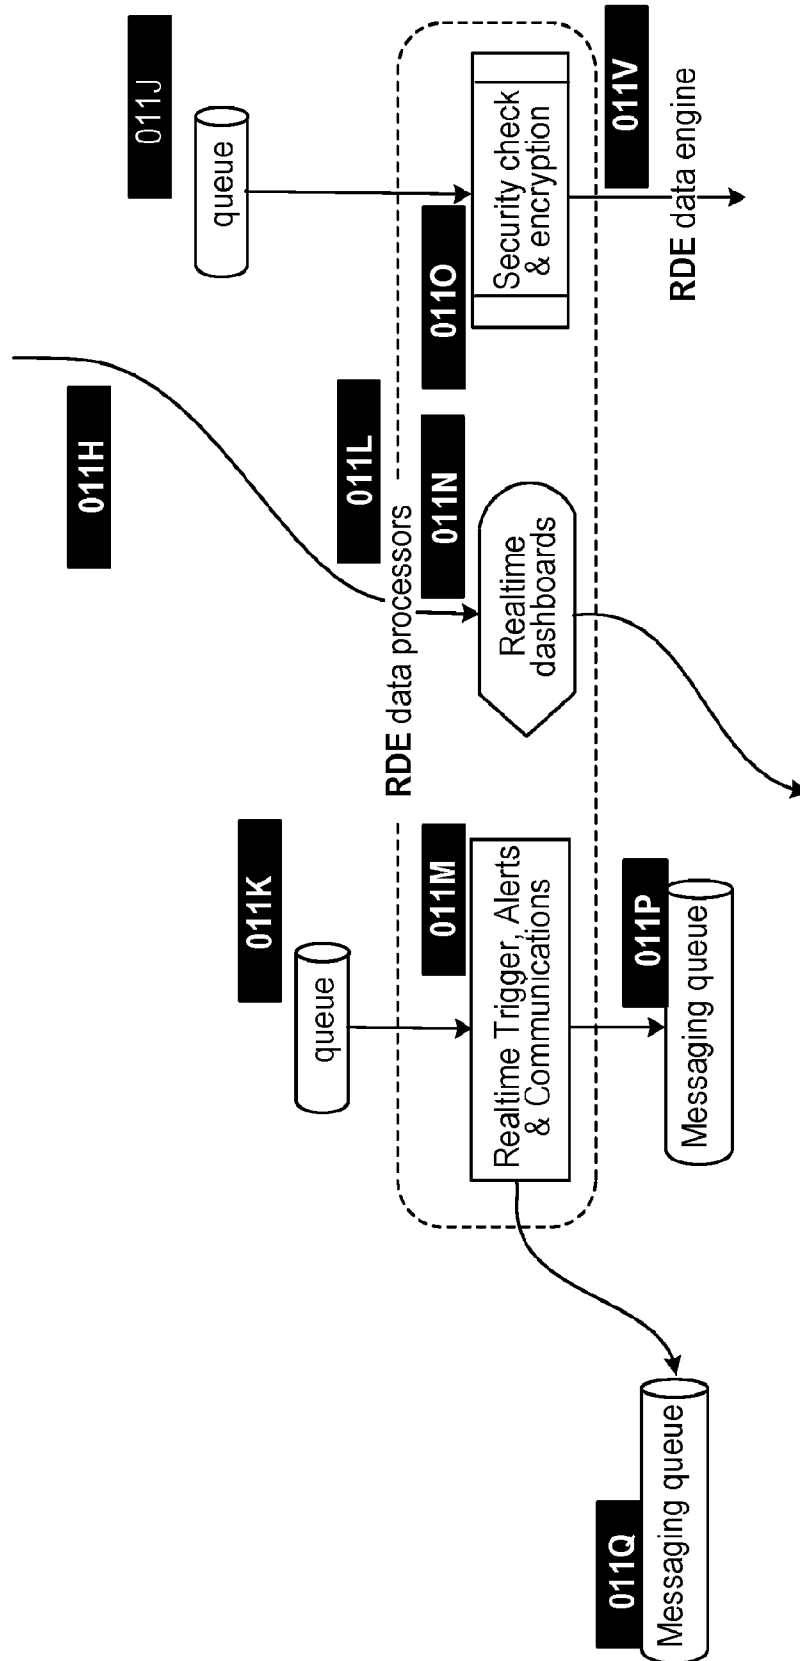 011H
011J
queue
011K
queue
011L
RDE data processors
011M
011N
011O
Realtime Trigger, Alerts
& Communications
Realtime
dashboards
Security check
& encryption
011Q
011P
011V
Messaging queue
Messaging queue
RDE data engine